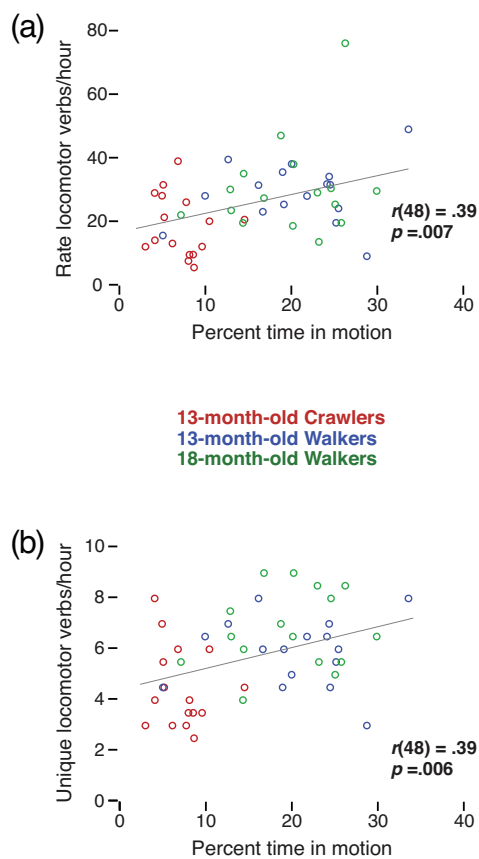 (a)
80
60
40
20
0
Rate locomotor verbs/hour
r(48) = .39
p =.007
0 10 20 30 40
Percent time in motion
13-month-old Crawlers
13-month-old Walkers
18-month-old Walkers
(b)
10
8
6
4
2
0
Unique locomotor verbs/hour
r(48) = .39
p =.006
0 10 20 30 40
Percent time in motion